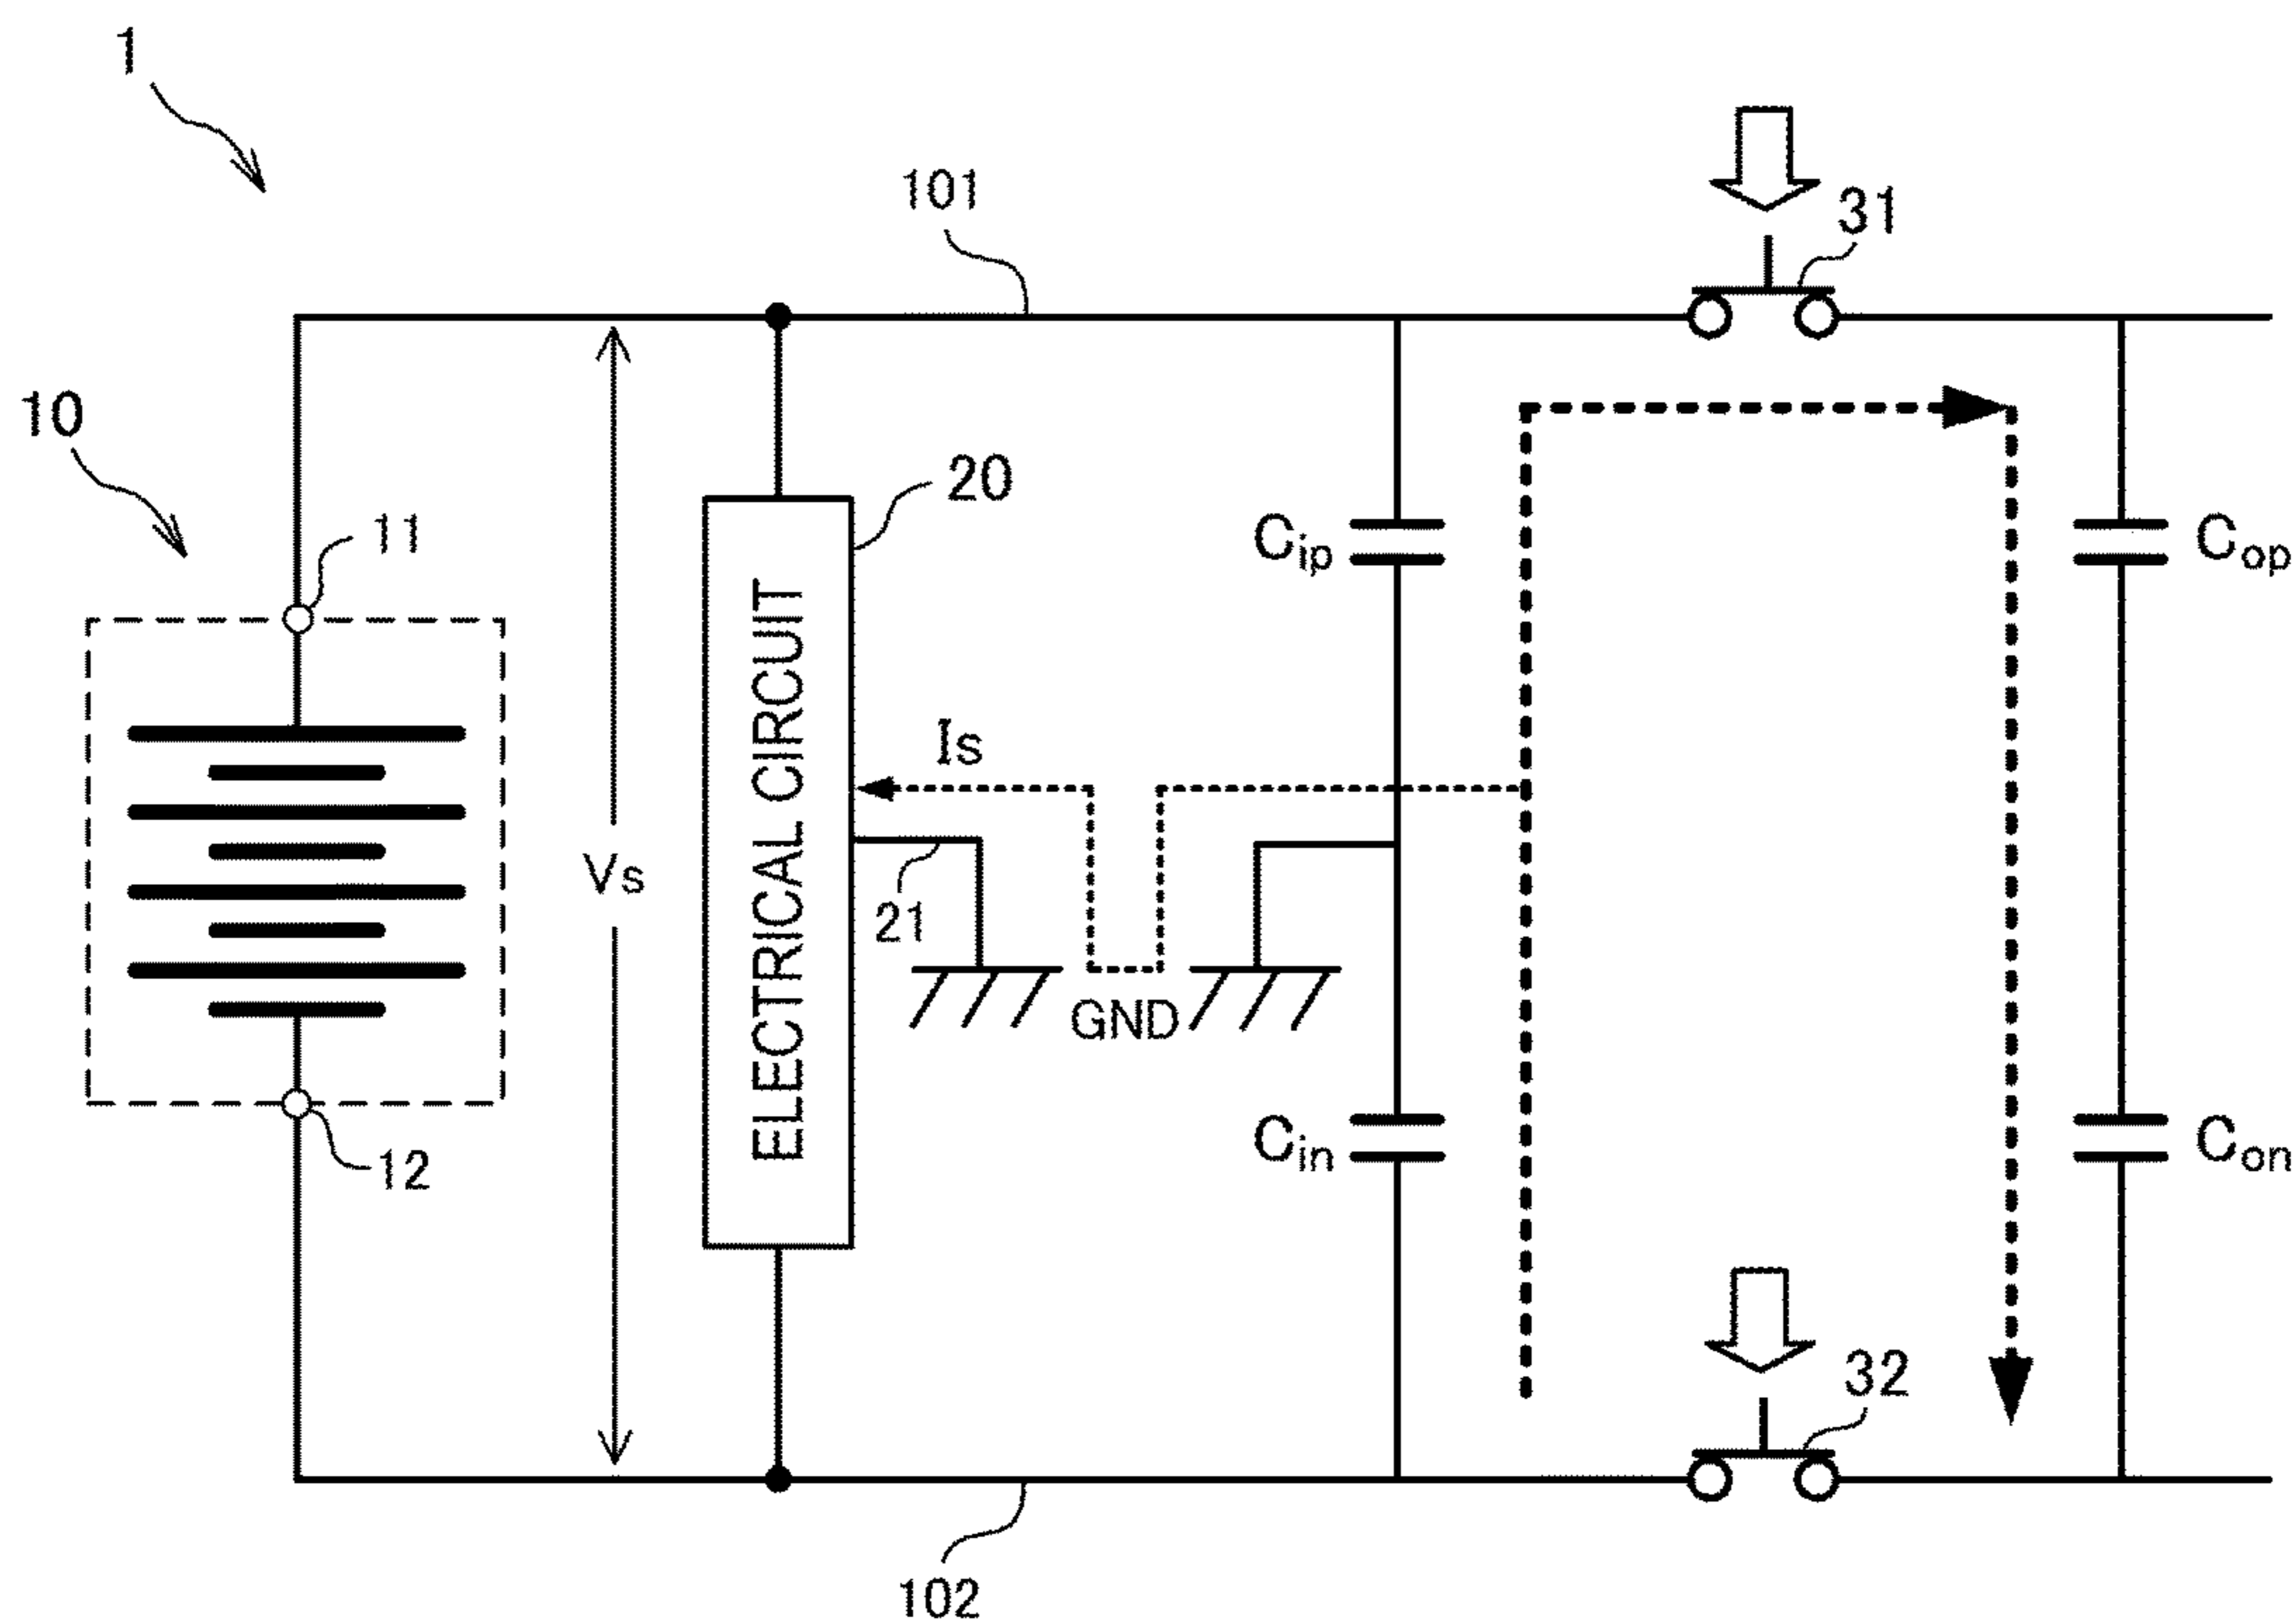 1
101
31
10
20
11
Cip
Cop
ELECTRICAL CIRCUIT
Is
Vs
21
GND
Cin
Con
12
32
102